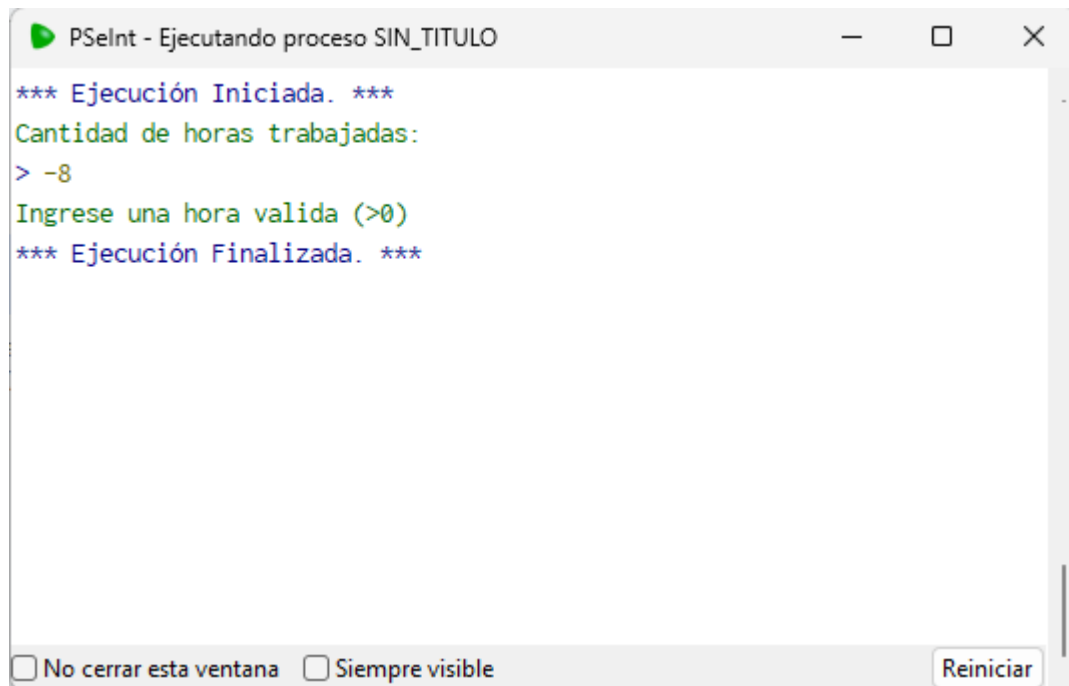 PSeInt - Ejecutando proceso SIN_TITULO
*** Ejecución Iniciada. ***
Cantidad de horas trabajadas:
> -8
Ingrese una hora valida (>0)
*** Ejecución Finalizada. ***
No cerrar esta ventana Siempre visible Reiniciar